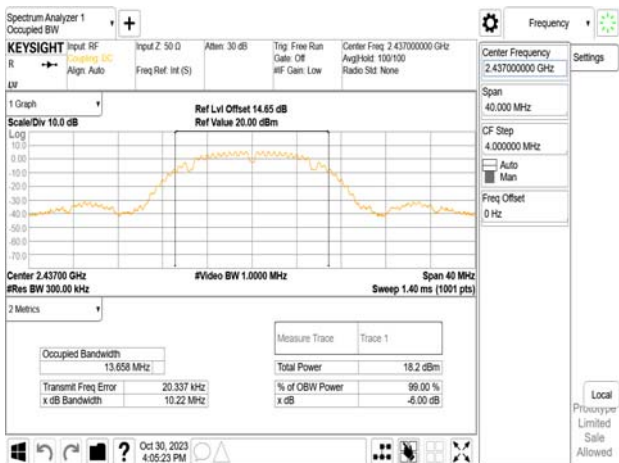 Spectrum Analyzer 1
Occupied BW
KEYSIGHT
R
LXI
Input: RF
Coupling: DC
Align: Auto
Input Z: 50 Ω
Freq Ref: Int (S)
Atten: 30 dB
Trig: Free Run
Gate: Off
#IF Gain: Low
Center Freq: 2.437000000 GHz
Avg|Hold: 100/100
Radio Std: None
1 Graph
Scale/Div 10.0 dB
Ref Lvl Offset 14.65 dB
Ref Value 20.00 dBm
Log
10.0
0.00
-10.0
-20.0
-30.0
-40.0
-50.0
-60.0
-70.0
Center 2.43700 GHz
#Res BW 300.00 kHz
#Video BW 1.0000 MHz
Span 40 MHz
Sweep 1.40 ms (1001 pts)
2 Metrics
Measure Trace Trace 1
Occupied Bandwidth
13.658 MHz
Total Power 18.2 dBm
Transmit Freq Error 20.337 kHz
% of OBW Power 99.00 %
x dB Bandwidth 10.22 MHz
x dB -6.00 dB
Oct 30, 2023
4:05:23 PM
Frequency
Center Frequency
2.437000000 GHz
Settings
Span
40.000 MHz
CF Step
4.000000 MHz
Auto
Man
Freq Offset
0 Hz
Local
Prototype
Limited
Sale
Allowed